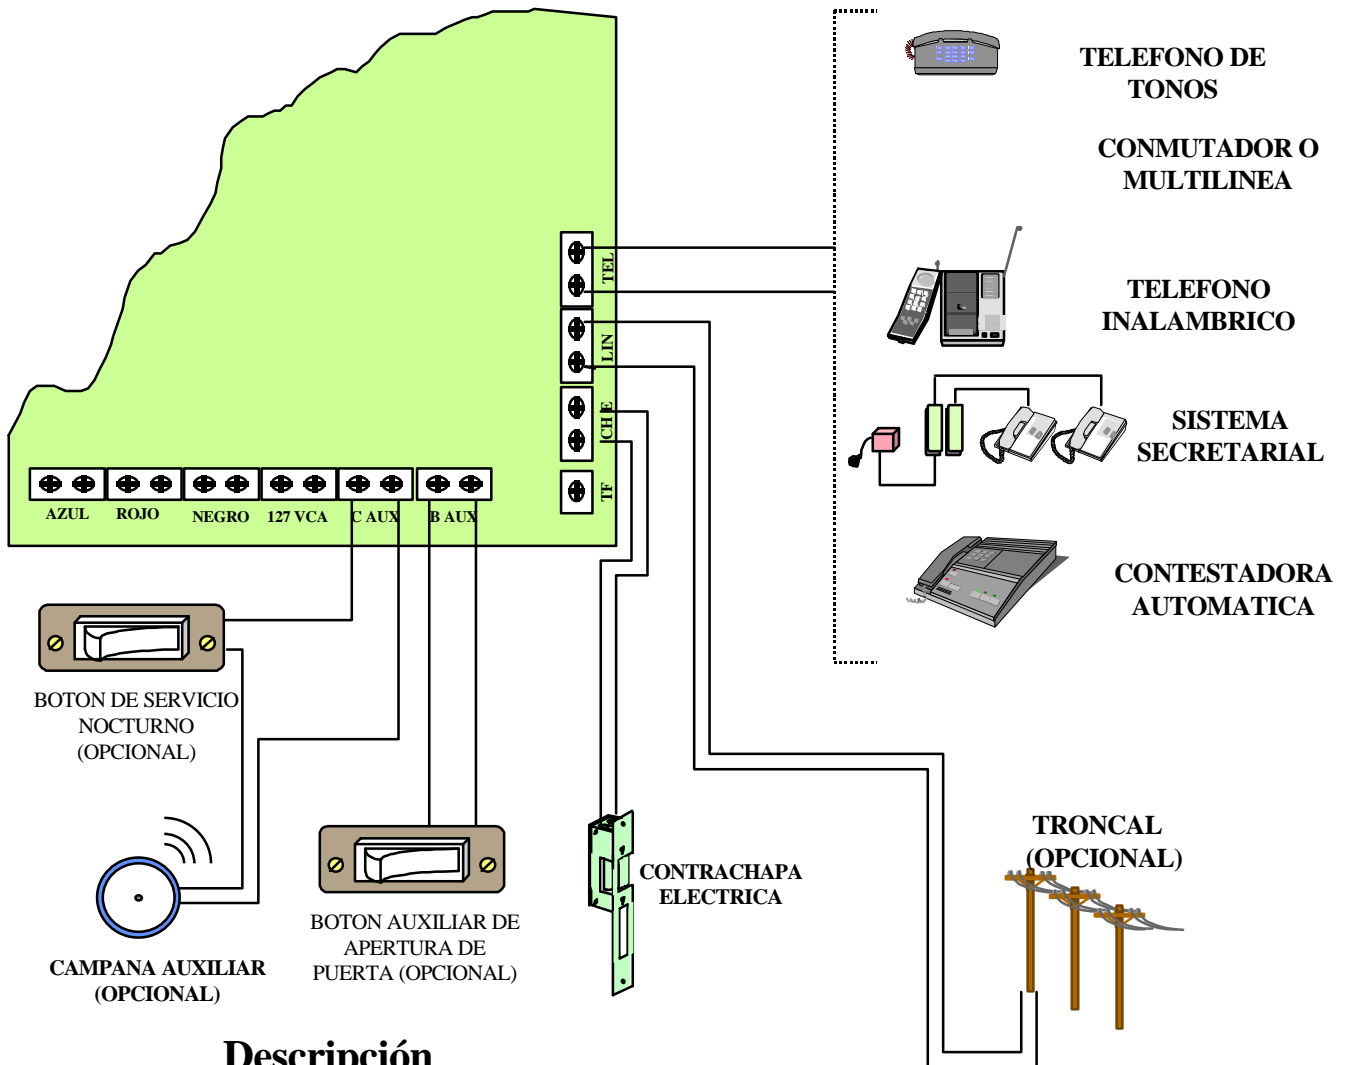 TELEFONO DE
TONOS
CONMUTADOR O
MULTILINEA
TEL
TELEFONO
INALAMBRICO
LIN
CH E
SISTEMA
SECRETARIAL
TF
AZUL
ROJO
NEGRO
127 VCA
C AUX
B AUX
CONTESTADORA
AUTOMATICA
BOTON DE SERVICIO
NOCTURNO
(OPCIONAL)
TRONCAL
(OPCIONAL)
CONTRACHAPA
ELECTRICA
BOTON AUXILIAR DE
APERTURA DE
PUERTA (OPCIONAL)
CAMPANA AUXILIAR
(OPCIONAL)
Descripción